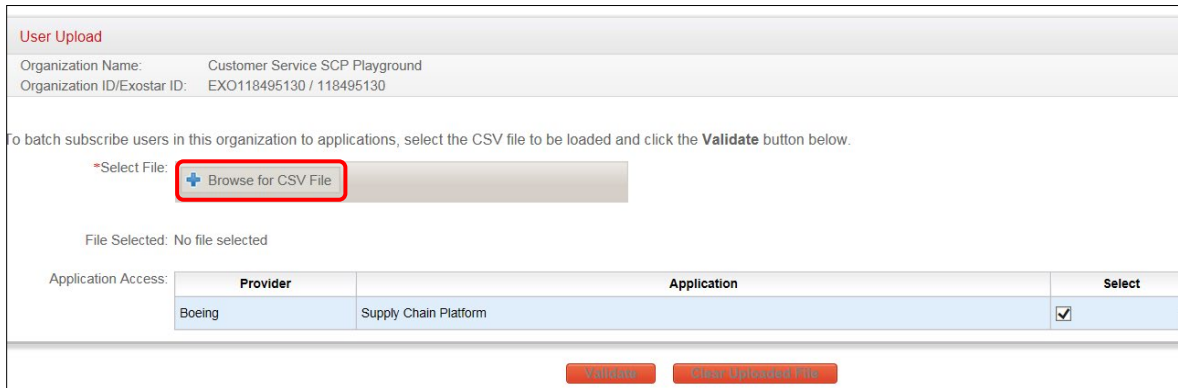 User Upload
Organization Name: Customer Service SCP Playground
Organization ID/Exostar ID: EXO118495130 / 118495130
To batch subscribe users in this organization to applications, select the CSV file to be loaded and click the Validate button below.
*Select File: Browse for CSV File
File Selected: No file selected
Application Access: Provider Application Select
Boeing Supply Chain Platform
Validate Clear Uploaded File